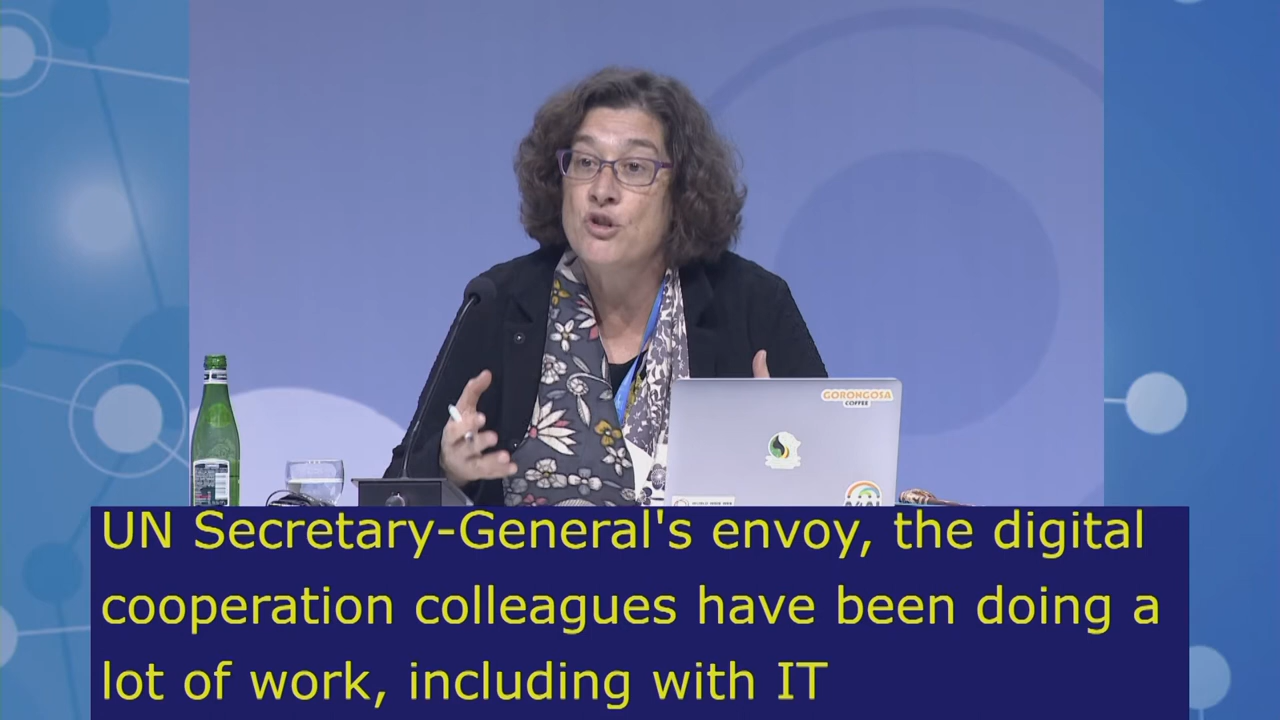 GORONGOSA
COFFEE
UN Secretary-General's envoy, the digital
cooperation colleagues have been doing a
lot of work, including with IT